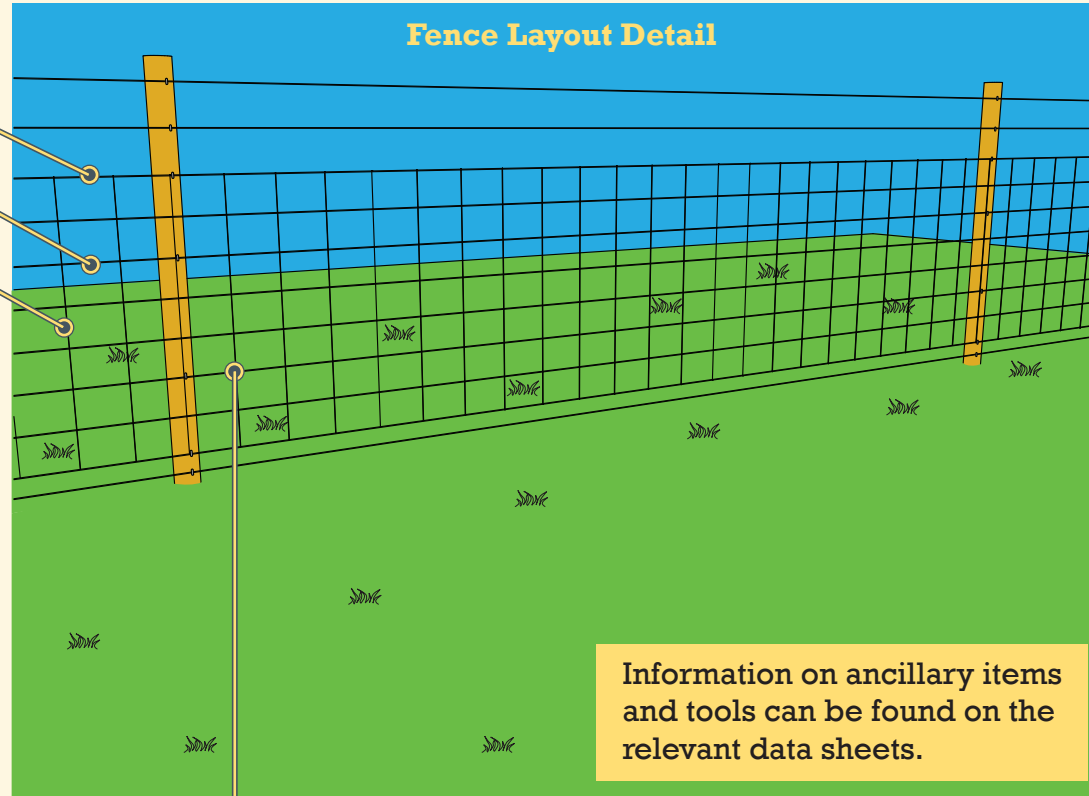 Fence Layout Detail
Information on ancillary items
and tools can be found on the
relevant data sheets.